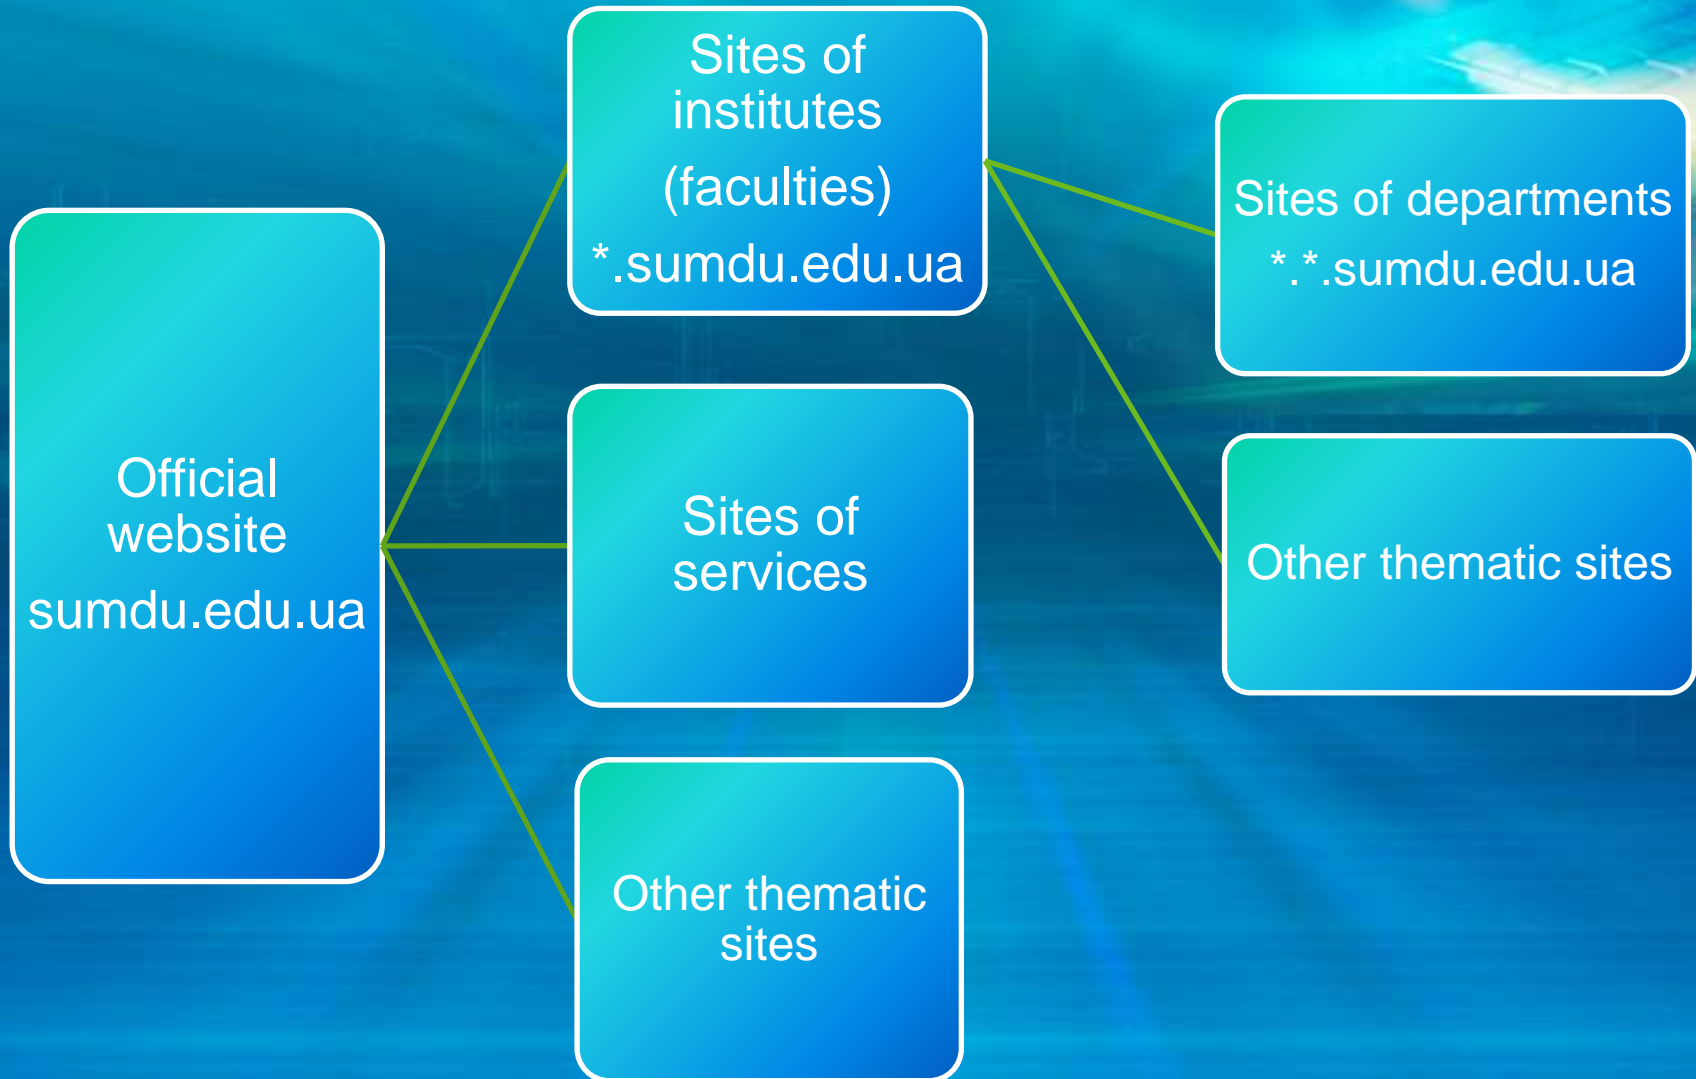 Official
website
sumdu.edu.ua
Sites of
institutes
(faculties)
*.sumdu.edu.ua
Sites of
services
Other thematic
sites
Sites of departments
*.*.sumdu.edu.ua
Other thematic sites